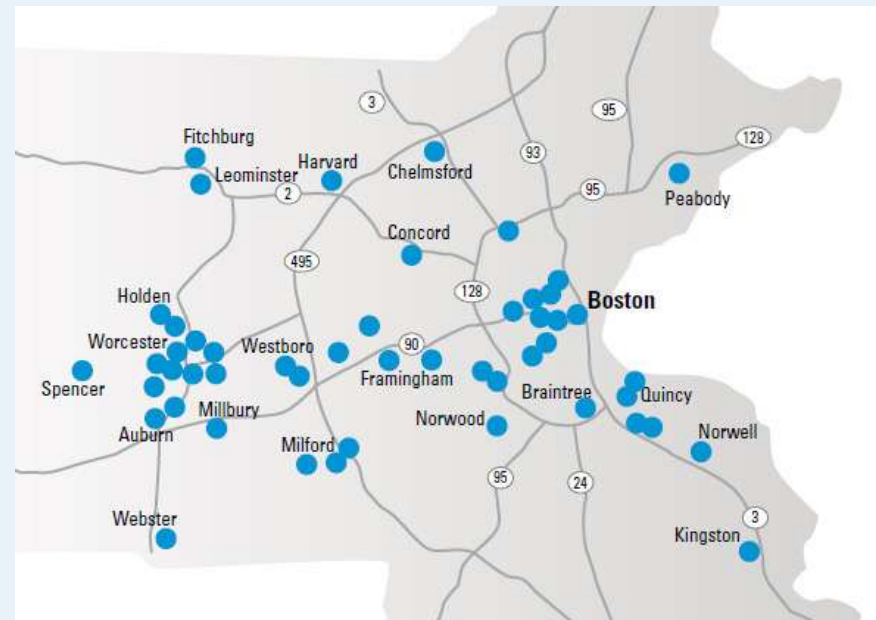 3
95
93
128
Fitchburg
Leominster
Harvard
Chelmsford
2
95
Peabody
Concord
495
128
Holden
Boston
Worcester
Westboro
90
Spencer
Framingham
Braintree
Quincy
Millbury
Norwood
Auburn
Milford
Norwell
95
24
Webster
3
Kingston